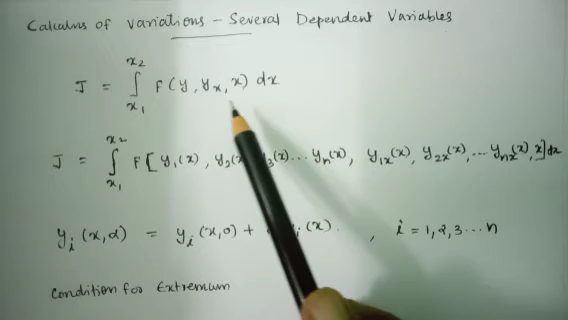 Calculus of variations - Several Dependent Variables
J = ∫_{x₁}^{x₂} F(y, yₓ, x) dx
J = ∫_{x₁}^{x₂} F[y₁(x), y₂(x) y₃(x)... yₙ(x), y₁ₓ(x), y₂ₓ(x), ... yₙₓ(x), x]dx
yᵢ(x,α) = yᵢ(x,0) + ᵢ(x). , i = 1,2,3...n
Condition for Extremum